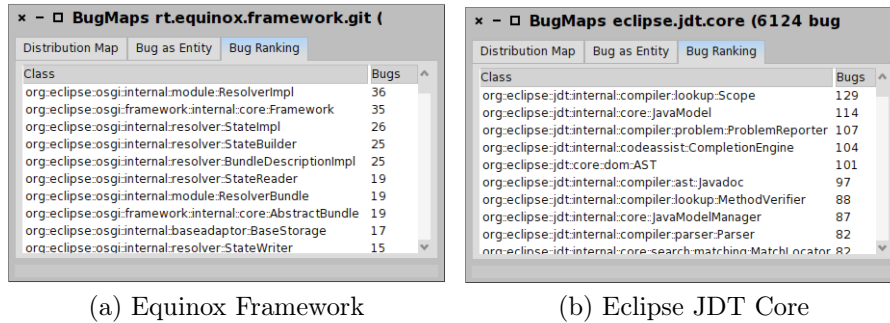 × − □ BugMaps rt.equinox.framework.git (
Distribution Map Bug as Entity Bug Ranking
Class Bugs
org::eclipse::osgi::internal::module::ResolverImpl 36
org::eclipse::osgi::framework::internal::core::Framework 35
org::eclipse::osgi::internal::resolver::StateImpl 26
org::eclipse::osgi::internal::resolver::StateBuilder 25
org::eclipse::osgi::internal::resolver::BundleDescriptionImpl 25
org::eclipse::osgi::internal::resolver::StateReader 19
org::eclipse::osgi::internal::module::ResolverBundle 19
org::eclipse::osgi::framework::internal::core::AbstractBundle 19
org::eclipse::osgi::internal::baseadaptor::BaseStorage 17
org::eclipse::osgi::internal::resolver::StateWriter 15
(a) Equinox Framework
× − □ BugMaps eclipse.jdt.core (6124 bug
Distribution Map Bug as Entity Bug Ranking
Class Bugs
org::eclipse::jdt::internal::compiler::lookup::Scope 129
org::eclipse::jdt::internal::core::JavaModel 114
org::eclipse::jdt::internal::compiler::problem::ProblemReporter 107
org::eclipse::jdt::internal::codeassist::CompletionEngine 104
org::eclipse::jdt::core::dom::AST 101
org::eclipse::jdt::internal::compiler::ast::Javadoc 97
org::eclipse::jdt::internal::compiler::lookup::MethodVerifier 88
org::eclipse::jdt::internal::core::JavaModelManager 87
org::eclipse::jdt::internal::compiler::parser::Parser 82
org::eclipse::jdt::internal::core::search::matching::MatchLocator 82
(b) Eclipse JDT Core